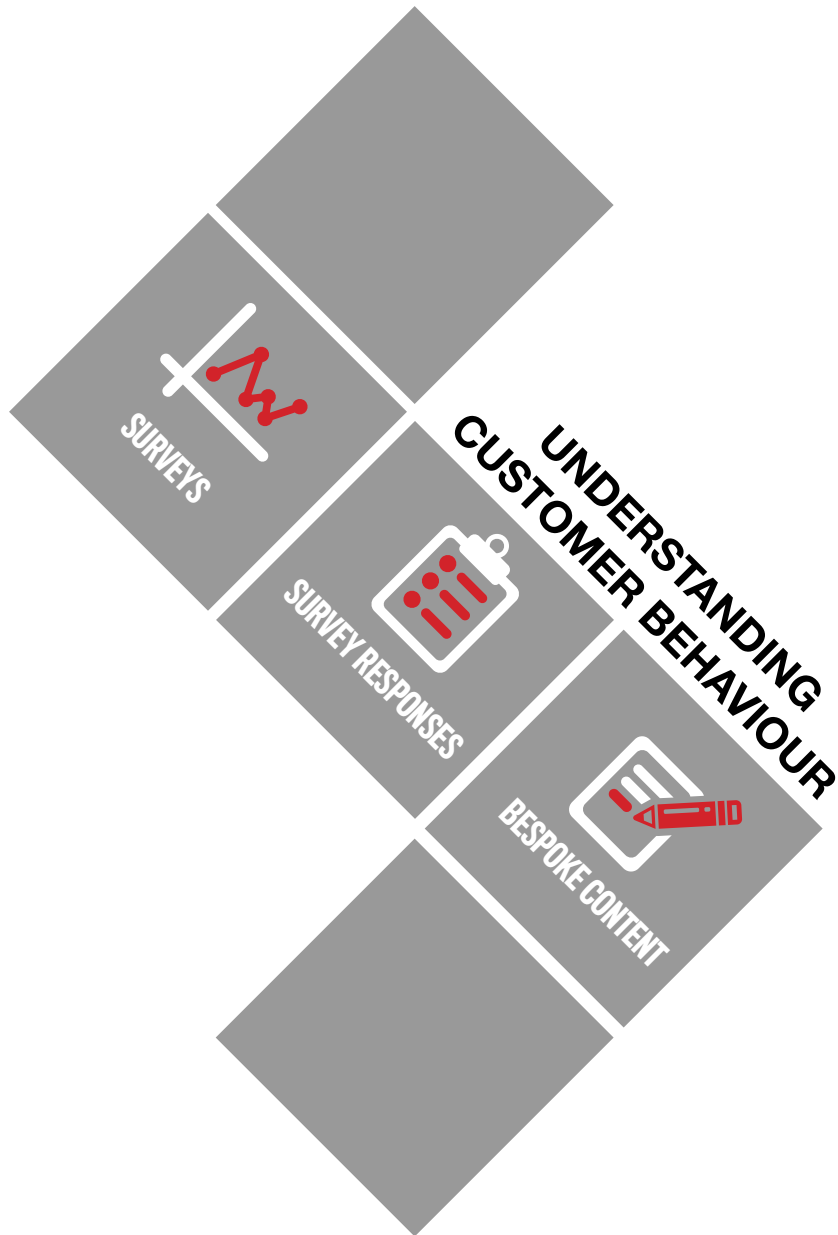 UNDERSTANDING
CUSTOMER BEHAVIOUR
SURVEYS
SURVEY RESPONSES
BESPOKE CONTENT